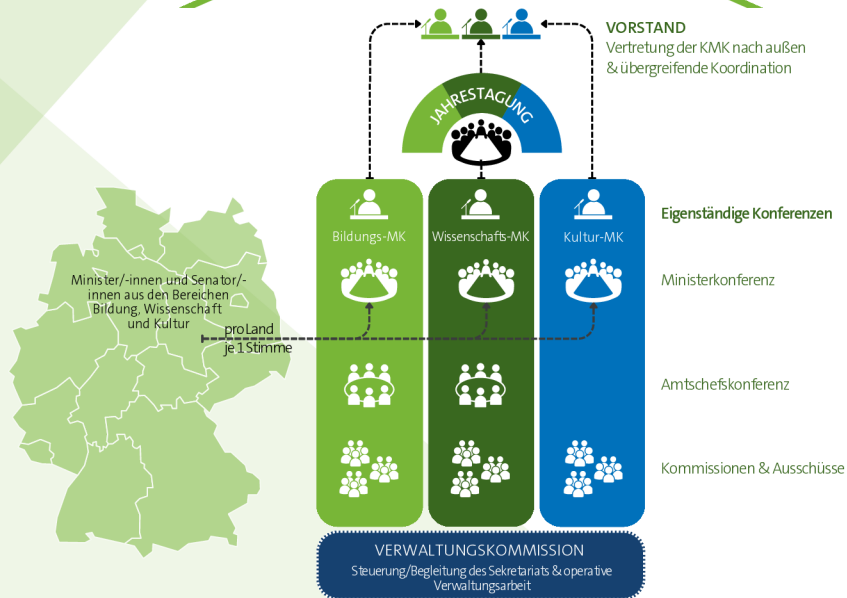 VORSTAND
Vertretung der KMK nach außen
& übergreifende Koordination
JAHRESTAGUNG
Bildungs-MK
Wissenschafts-MK
Kultur-MK
Eigenständige Konferenzen
Minister/-innen und Senator/-
innen aus den Bereichen
Bildung, Wissenschaft
und Kultur
pro Land
je 1 Stimme
Ministerkonferenz
Amtschefskonferenz
Kommissionen & Ausschüsse
VERWALTUNGSKOMMISSION
Steuerung/Begleitung des Sekretariats & operative
Verwaltungsarbeit